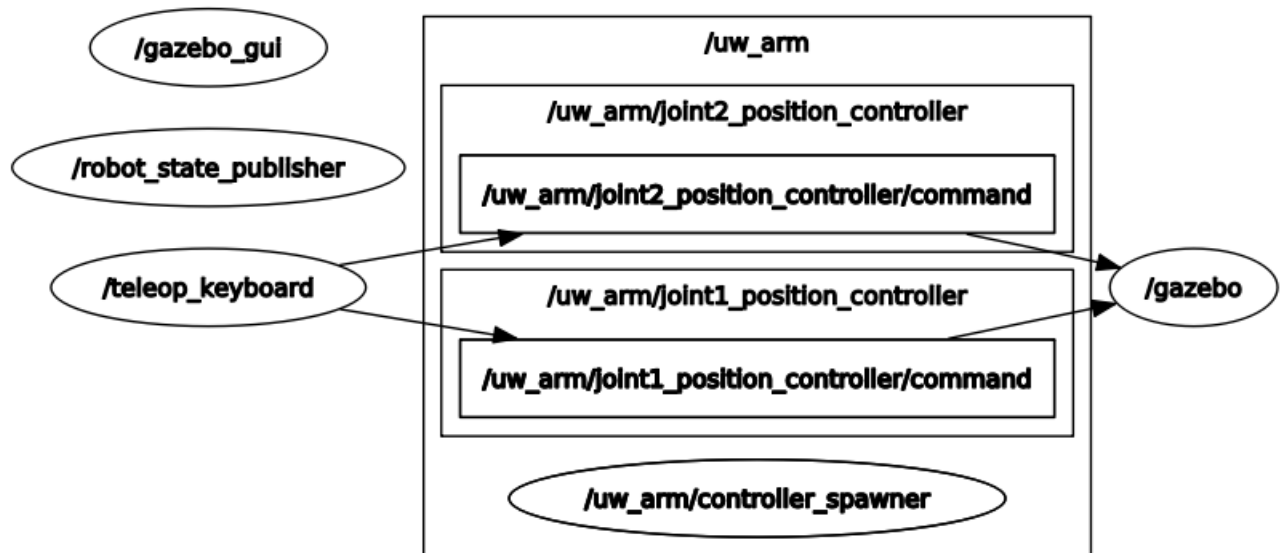 /gazebo_gui
/robot_state_publisher
/teleop_keyboard
/uw_arm
/uw_arm/joint2_position_controller
/uw_arm/joint2_position_controller/command
/uw_arm/joint1_position_controller
/uw_arm/joint1_position_controller/command
/uw_arm/controller_spawner
/gazebo